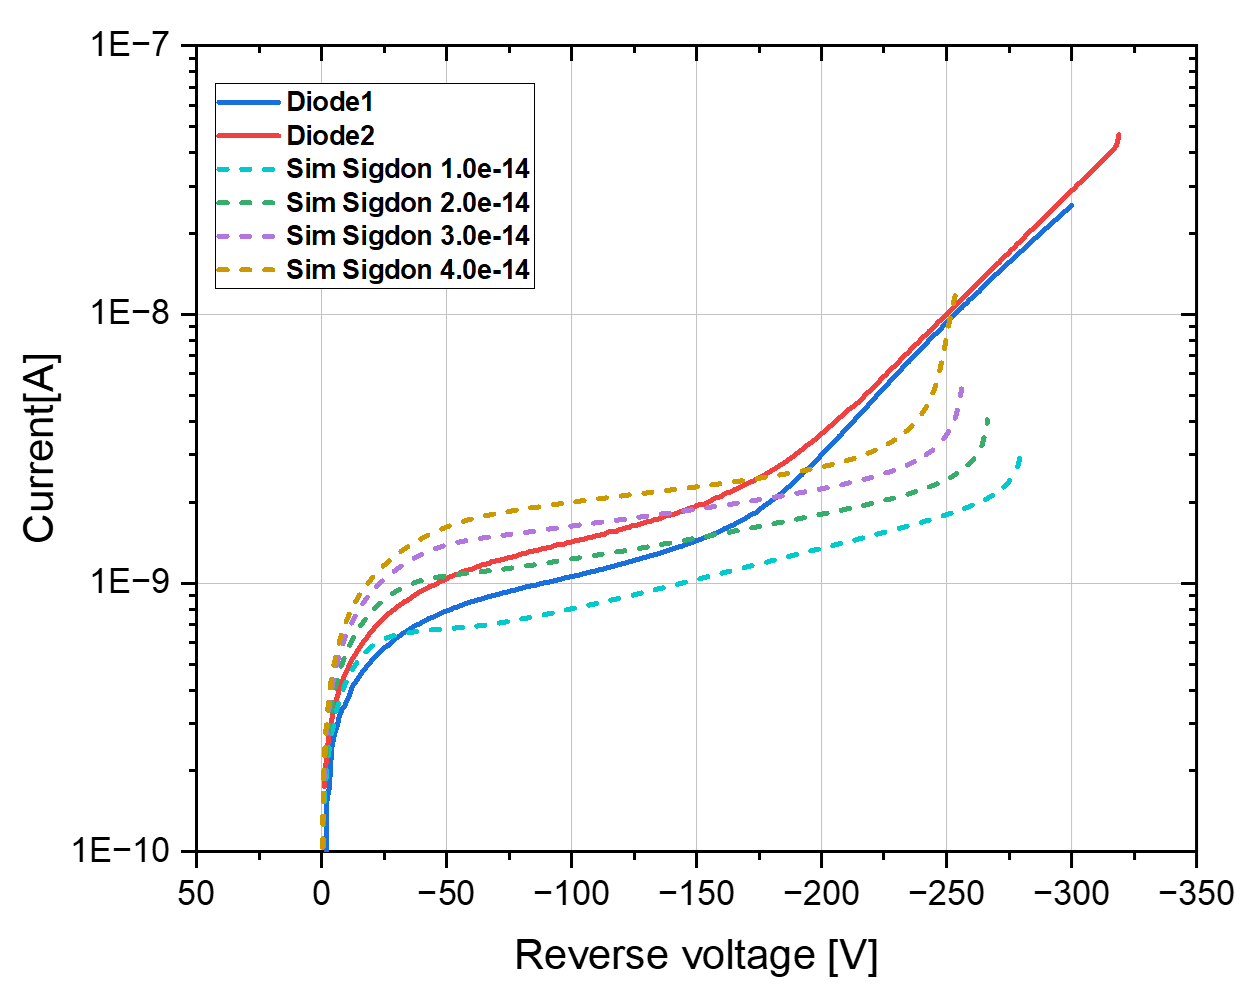 1E−7
Diode1
Diode2
Sim Sigdon 1.0e-14
Sim Sigdon 2.0e-14
Sim Sigdon 3.0e-14
Sim Sigdon 4.0e-14
1E−8
Current[A]
1E−9
1E−10
50 0 −50 −100 −150 −200 −250 −300 −350
Reverse voltage [V]